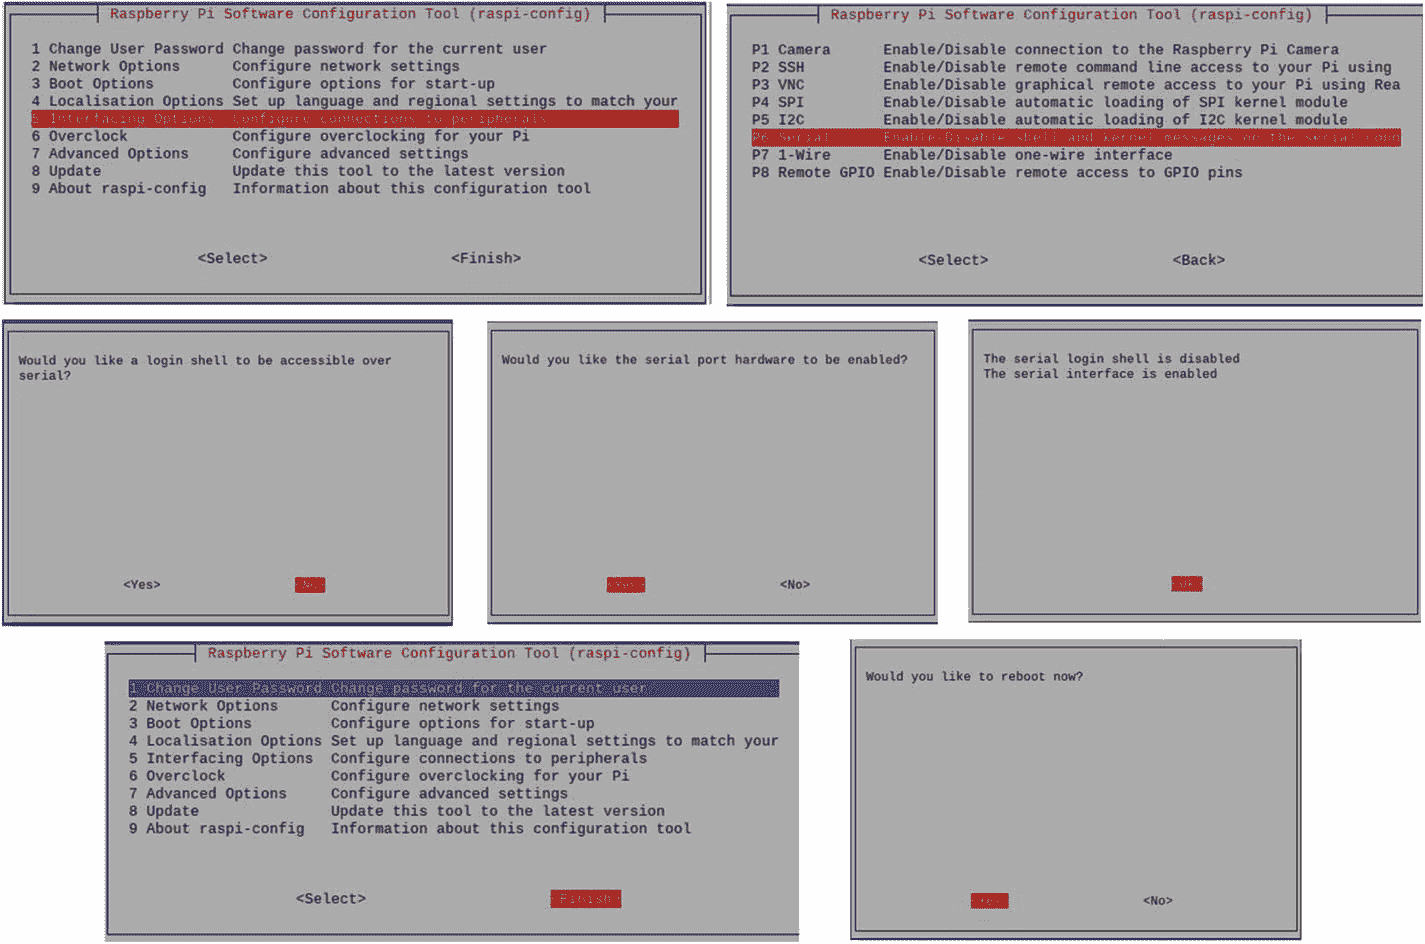 Raspberry Pi Software Configuration Tool (raspi-config)
1 Change User Password Change password for the current user
2 Network Options Configure network settings
3 Boot Options Configure options for start-up
4 Localisation Options Set up language and regional settings to match your
5 Interfacing Options Configure connections to peripherals
6 Overclock Configure overclocking for your Pi
7 Advanced Options Configure advanced settings
8 Update Update this tool to the latest version
9 About raspi-config Information about this configuration tool
<Select> <Finish>
Raspberry Pi Software Configuration Tool (raspi-config)
P1 Camera Enable/Disable connection to the Raspberry Pi Camera
P2 SSH Enable/Disable remote command line access to your Pi using
P3 VNC Enable/Disable graphical remote access to your Pi using Rea
P4 SPI Enable/Disable automatic loading of SPI kernel module
P5 I2C Enable/Disable automatic loading of I2C kernel module
P6 Serial Enable/Disable shell and kernel messages on the serial conn
P7 1-Wire Enable/Disable one-wire interface
P8 Remote GPIO Enable/Disable remote access to GPIO pins
<Select> <Back>
Would you like a login shell to be accessible over
serial?
<Yes> <No>
Would you like the serial port hardware to be enabled?
<Yes> <No>
The serial login shell is disabled
The serial interface is enabled
<Ok>
Raspberry Pi Software Configuration Tool (raspi-config)
1 Change User Password Change password for the current user
2 Network Options Configure network settings
3 Boot Options Configure options for start-up
4 Localisation Options Set up language and regional settings to match your
5 Interfacing Options Configure connections to peripherals
6 Overclock Configure overclocking for your Pi
7 Advanced Options Configure advanced settings
8 Update Update this tool to the latest version
9 About raspi-config Information about this configuration tool
<Select> <Finish>
Would you like to reboot now?
<Yes> <No>